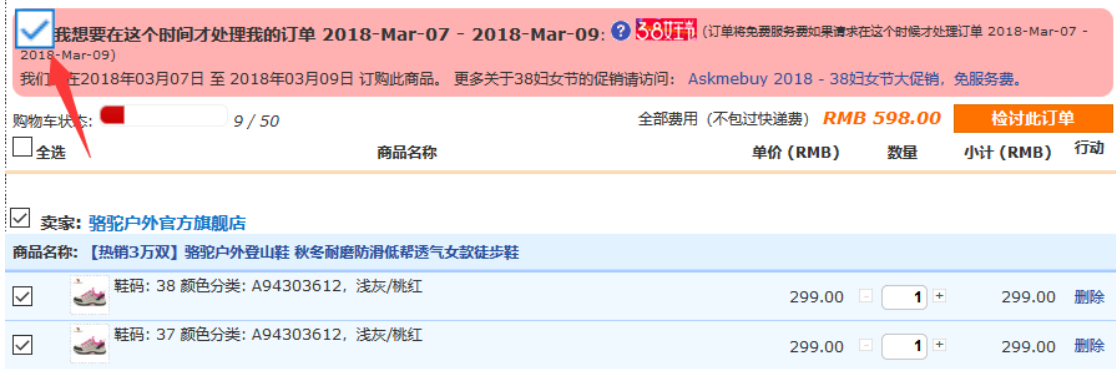 我想要在这个时间才处理我的订单 2018-Mar-07 - 2018-Mar-09: ? 38妇女节 (订单将免费服务费如果请求在这个时候才处理订单 2018-Mar-07 -
2018-Mar-09)
我们 在2018年03月07日 至 2018年03月09日 订购此商品。 更多关于38妇女节的促销请访问： Askmebuy 2018 - 38妇女节大促销，免服务费。
购物车状态: 9 / 50 全部费用（不包过快递费） RMB 598.00 检讨此订单
全选 商品名称 单价 (RMB) 数量 小计 (RMB) 行动
卖家: 骆驼户外官方旗舰店
商品名称: 【热销3万双】骆驼户外登山鞋 秋冬耐磨防滑低帮透气女款徒步鞋
鞋码: 38 颜色分类: A94303612，浅灰/桃红 299.00 - 1 + 299.00 删除
鞋码: 37 颜色分类: A94303612，浅灰/桃红 299.00 - 1 + 299.00 删除